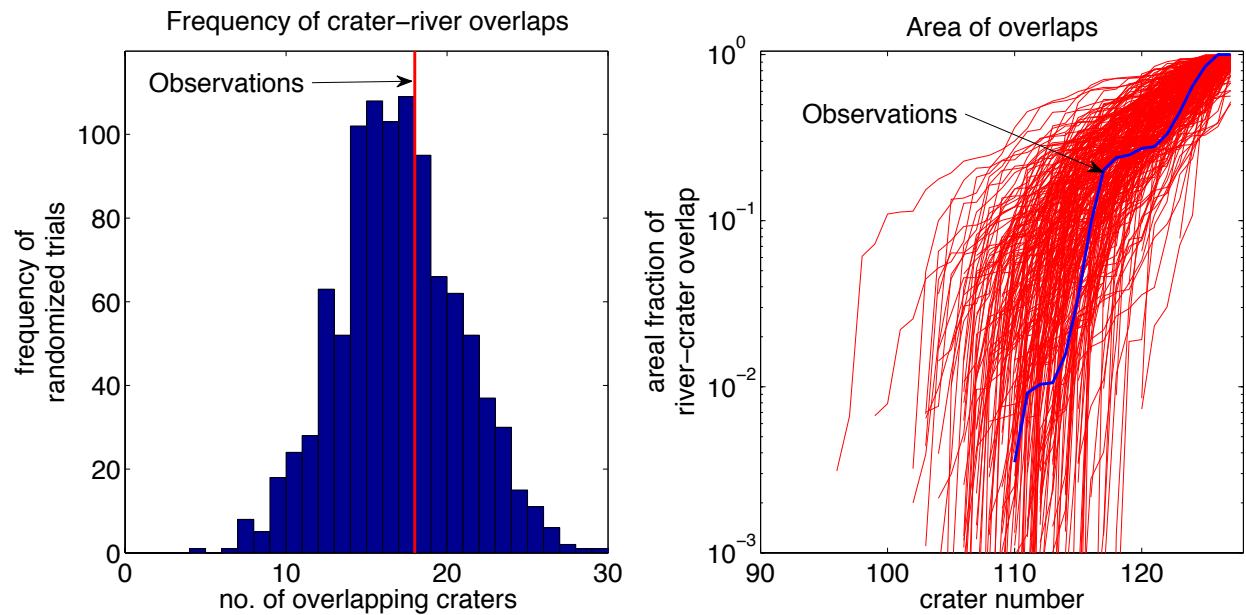 Frequency of crater−river overlaps
Observations
frequency of
randomized trials
100
80
60
40
20
0
0
10
20
30
no. of overlapping craters
Area of overlaps
Observations
areal fraction of
river−crater overlap
10^0
10^−1
10^−2
10^−3
90
100
110
120
crater number